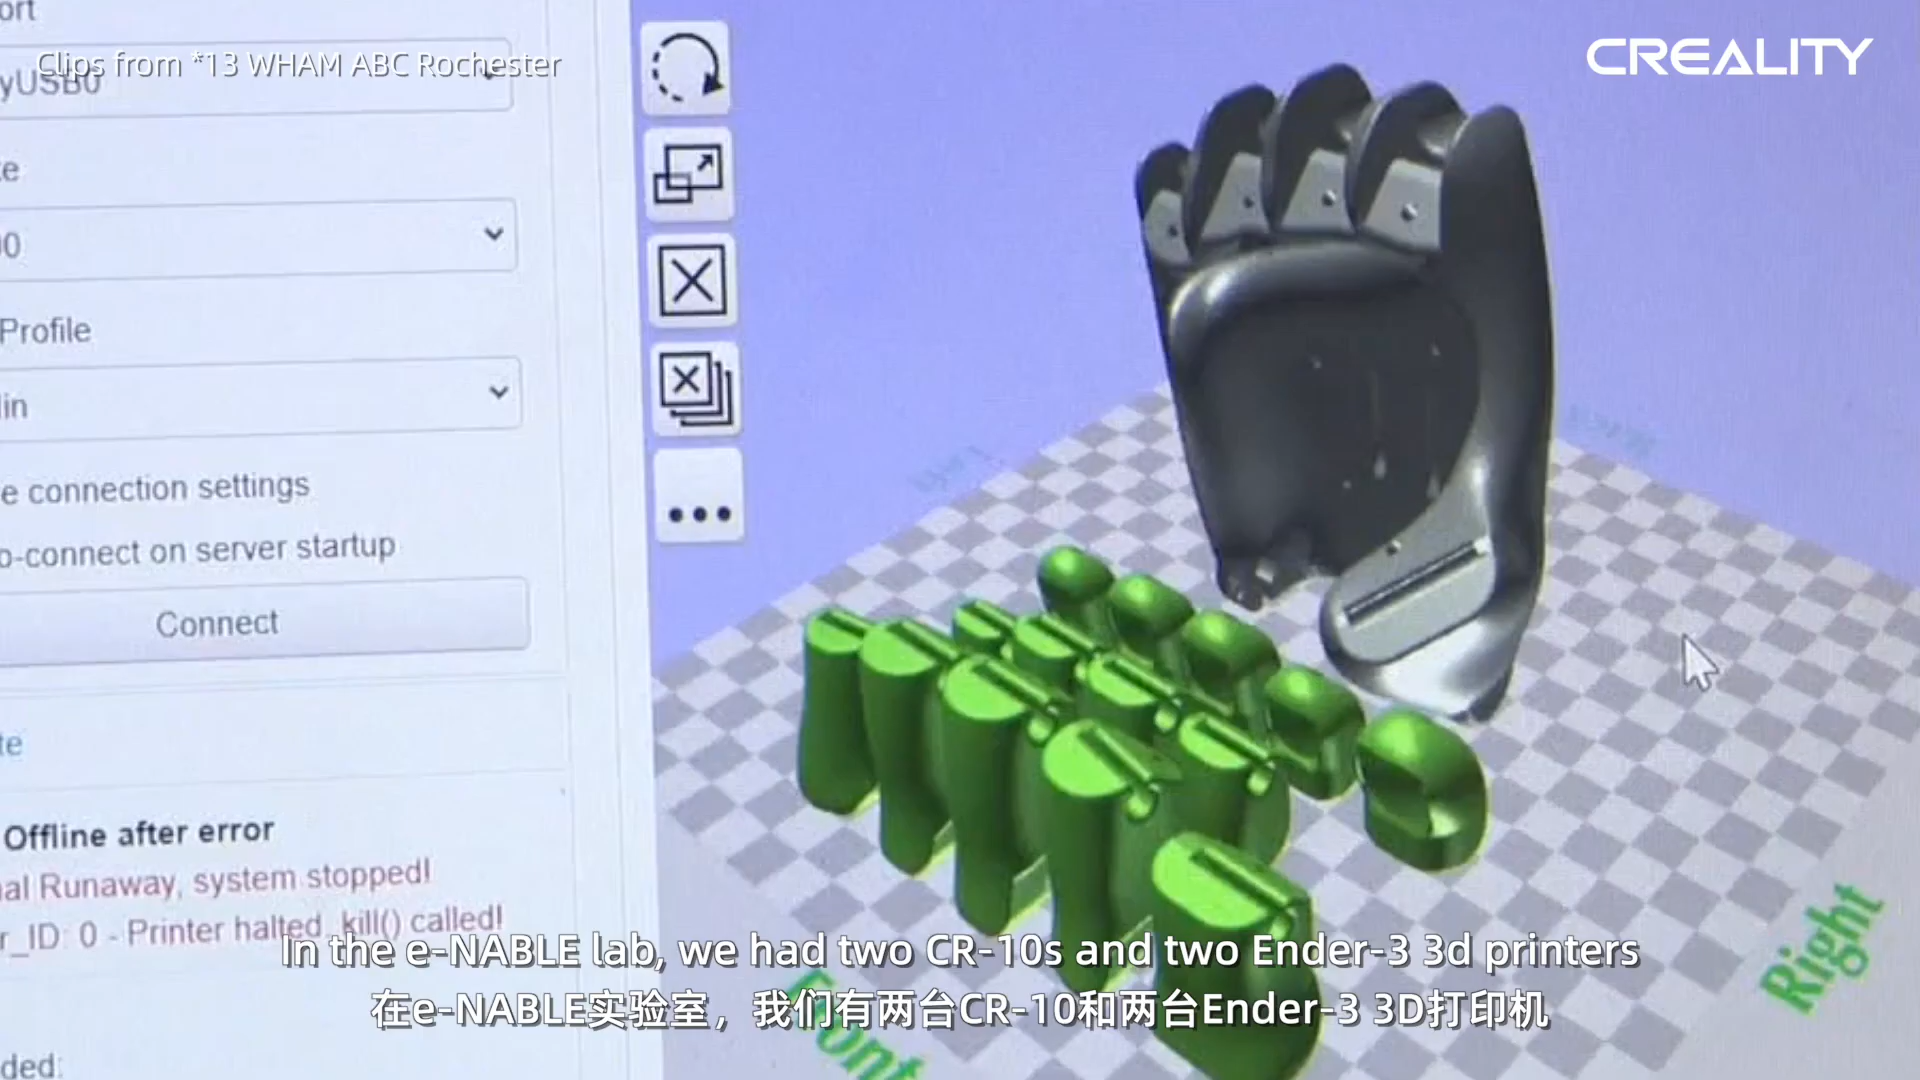 ort
Clips from *13 WHAM ABC Rochester
CREALITY
yUSB0
te
00
Profile
lin
e connection settings
o-connect on server startup
Connect
te
Offline after error
al Runaway, system stopped!
r_ID: 0 - Printer halted. kill() called!
In the e-NABLE lab, we had two CR-10s and two Ender-3 3d printers
在e-NABLE实验室，我们有两台CR-10和两台Ender-3 3D打印机
Right
Front
ded: